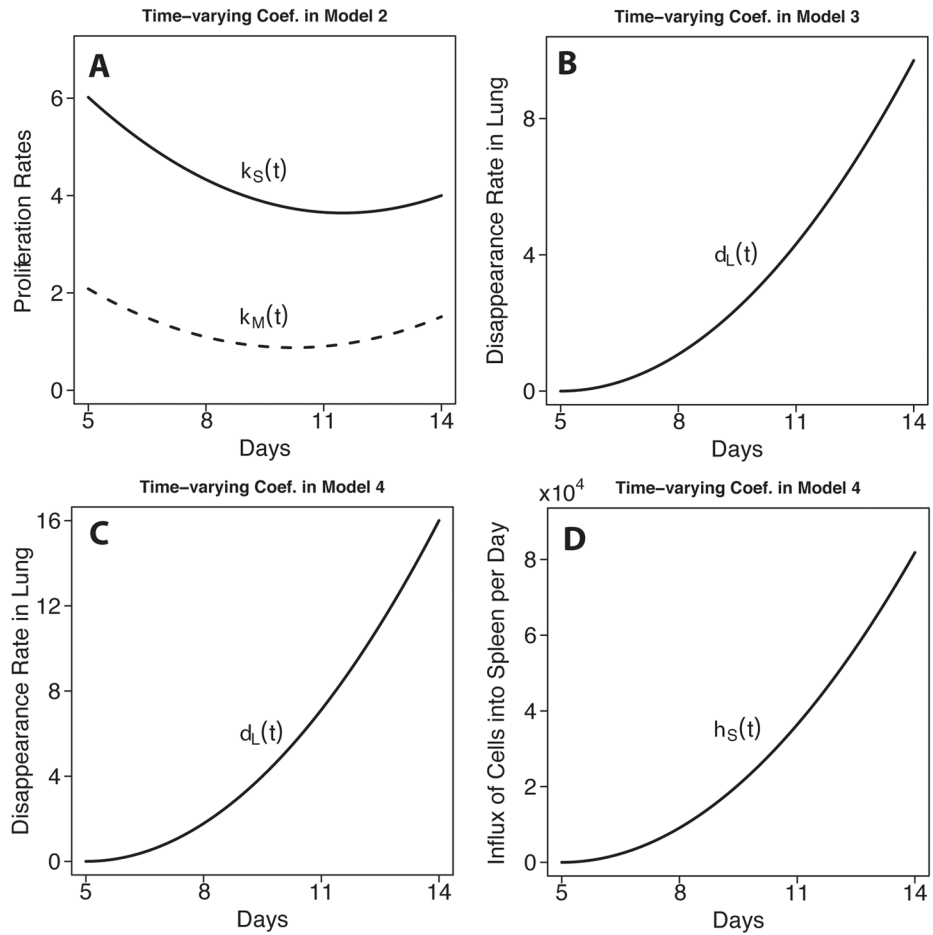 Time–varying Coef. in Model 2
A
Proliferation Rates
6
4
2
0
kS(t)
kM(t)
5 8 11 14
Days
Time–varying Coef. in Model 3
B
Disappearance Rate in Lung
8
4
0
dL(t)
5 8 11 14
Days
Time–varying Coef. in Model 4
C
Disappearance Rate in Lung
16
12
8
4
0
dL(t)
5 8 11 14
Days
x10^4
Time–varying Coef. in Model 4
D
Influx of Cells into Spleen per Day
8
6
4
2
0
hS(t)
5 8 11 14
Days